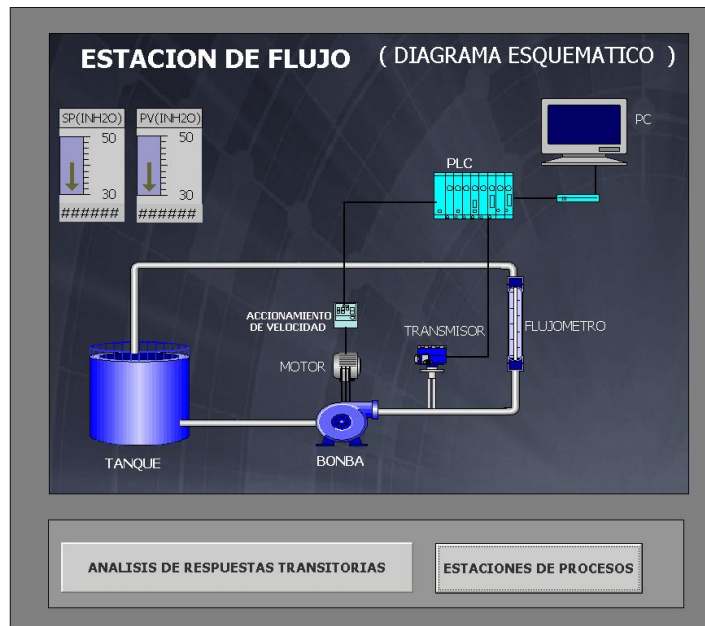 ESTACION DE FLUJO ( DIAGRAMA ESQUEMATICO )
SP(INH2O) PV(INH2O)
50 50
30 30
###### ######
PC
PLC
ACCIONAMIENTO
DE VELOCIDAD
TRANSMISOR
FLUJOMETRO
MOTOR
TANQUE
BONBA
ANALISIS DE RESPUESTAS TRANSITORIAS
ESTACIONES DE PROCESOS